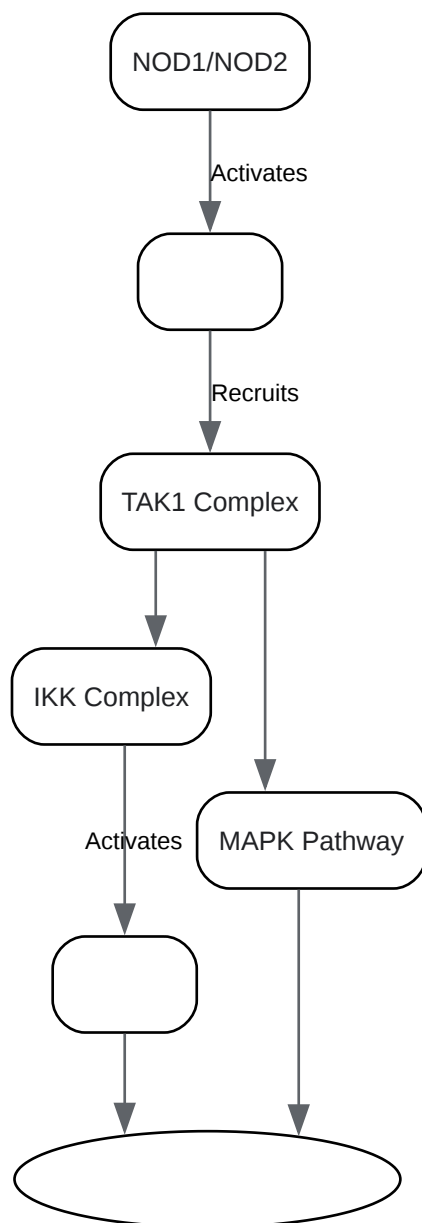 NOD1/NOD2
Activates
Recruits
TAK1 Complex
IKK Complex
Activates
MAPK Pathway